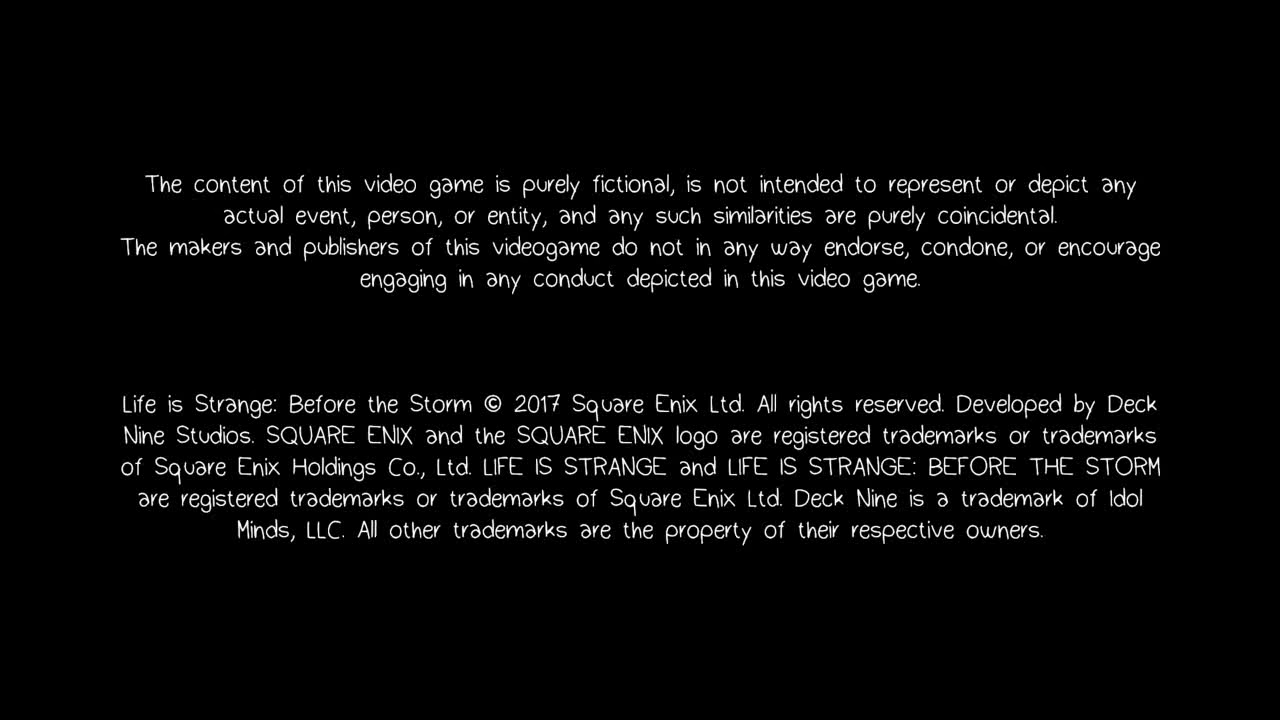 The content of this video game is purely fictional, is not intended to represent or depict any
actual event, person, or entity, and any such similarities are purely coincidental.
The makers and publishers of this videogame do not in any way endorse, condone, or encourage
engaging in any conduct depicted in this video game.
Life is Strange: Before the Storm © 2017 Square Enix Ltd. All rights reserved. Developed by Deck
Nine Studios. SQUARE ENIX and the SQUARE ENIX logo are registered trademarks or trademarks
of Square Enix Holdings Co., Ltd. LIFE IS STRANGE and LIFE IS STRANGE: BEFORE THE STORM
are registered trademarks or trademarks of Square Enix Ltd. Deck Nine is a trademark of Idol
Minds, LLC. All other trademarks are the property of their respective owners.